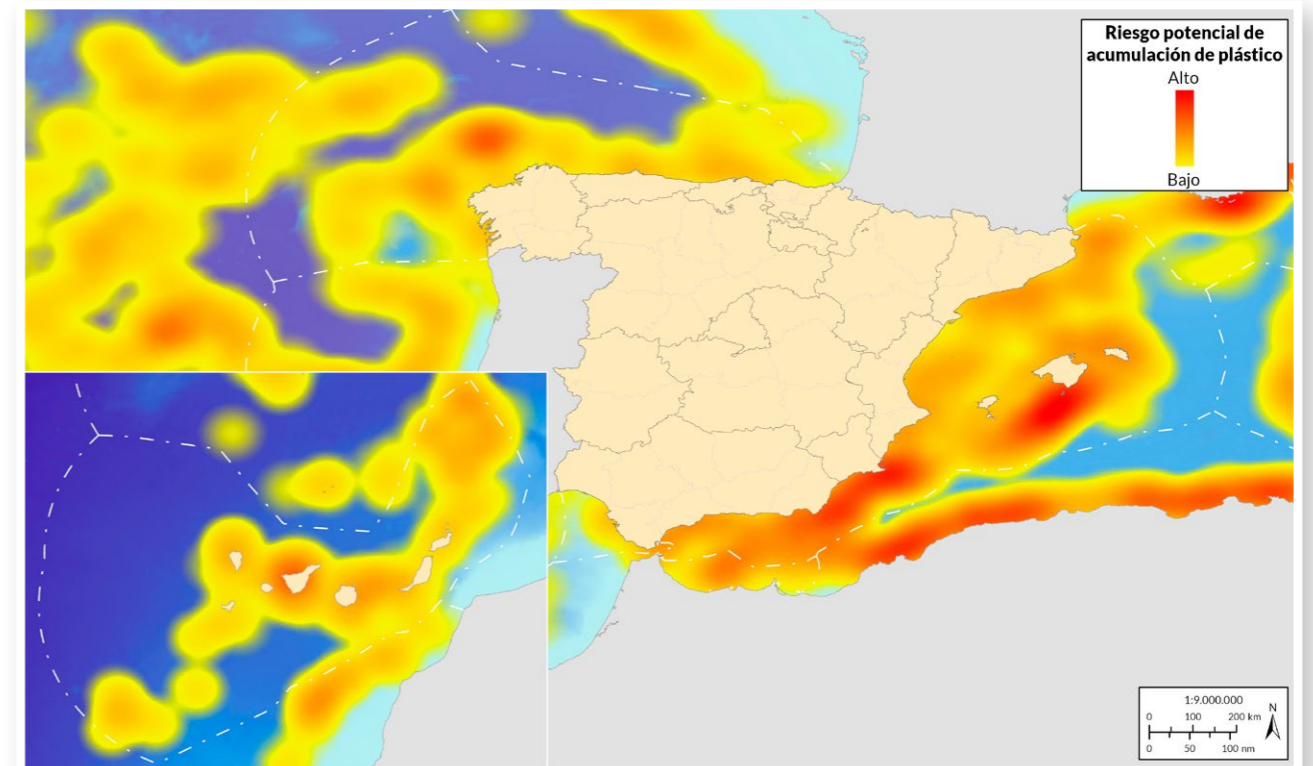 Riesgo potencial de
acumulación de plástico
Alto
Bajo
1:9.000.000
N
0 100 200 km
0 50 100 nm